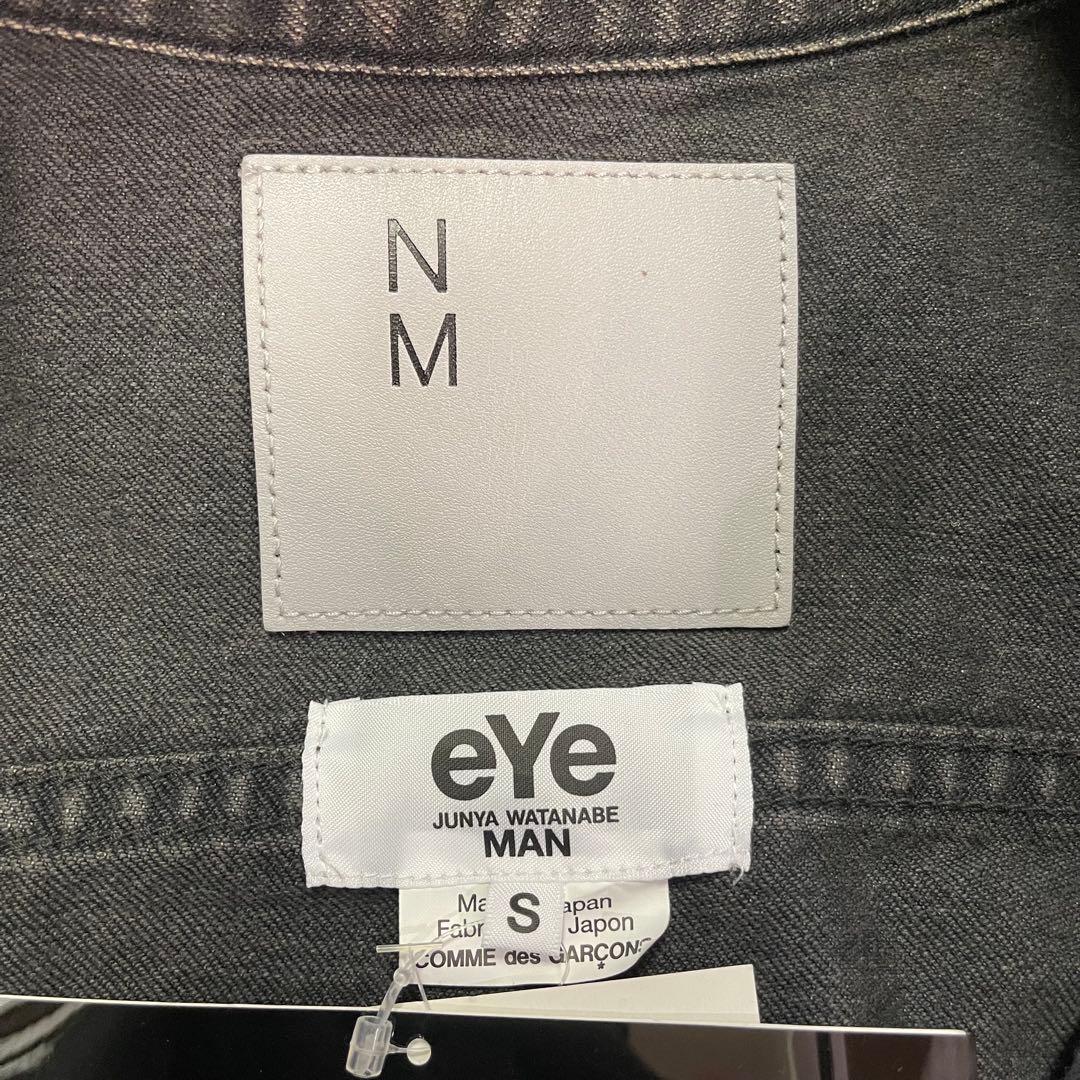 N
M
eYe
JUNYA WATANABE
MAN
S
Japon
COMME des GARÇONS